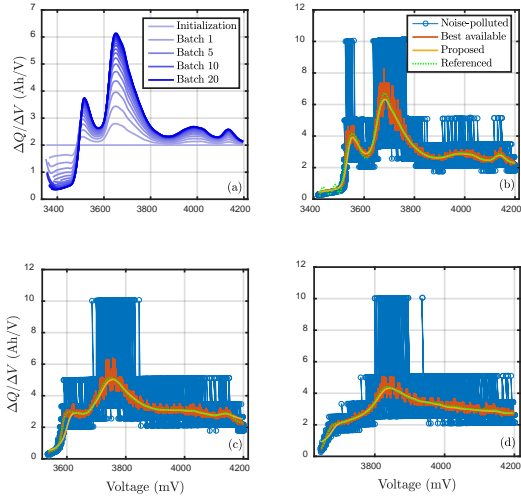 7
6
5
4
3
2
1
0
ΔQ/ΔV (Ah/V)
Initialization
Batch 1
Batch 5
Batch 10
Batch 20
(a)
3400 3600 3800 4000 4200
12
10
8
6
4
2
0
Noise-polluted
Best available
Proposed
Referenced
(b)
3400 3600 3800 4000 4200
12
10
8
6
4
2
0
ΔQ/ΔV (Ah/V)
(c)
3600 3800 4000 4200
Voltage (mV)
12
10
8
6
4
2
0
(d)
3800 4000 4200
Voltage (mV)